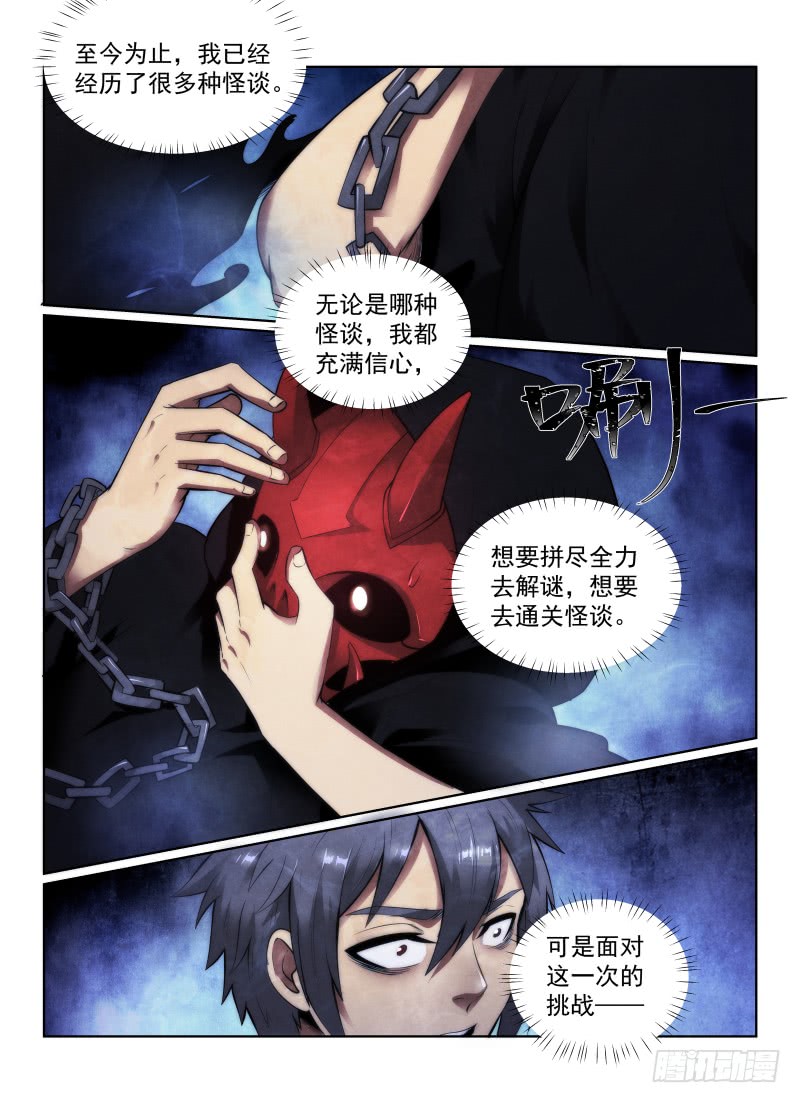 至今为止，我已经
经历了很多种怪谈。
无论是哪种
怪谈，我都
充满信心，
唰一
想要拼尽全力
去解谜，想要
去通关怪谈。
可是面对
这一次的
挑战——
腾讯动漫